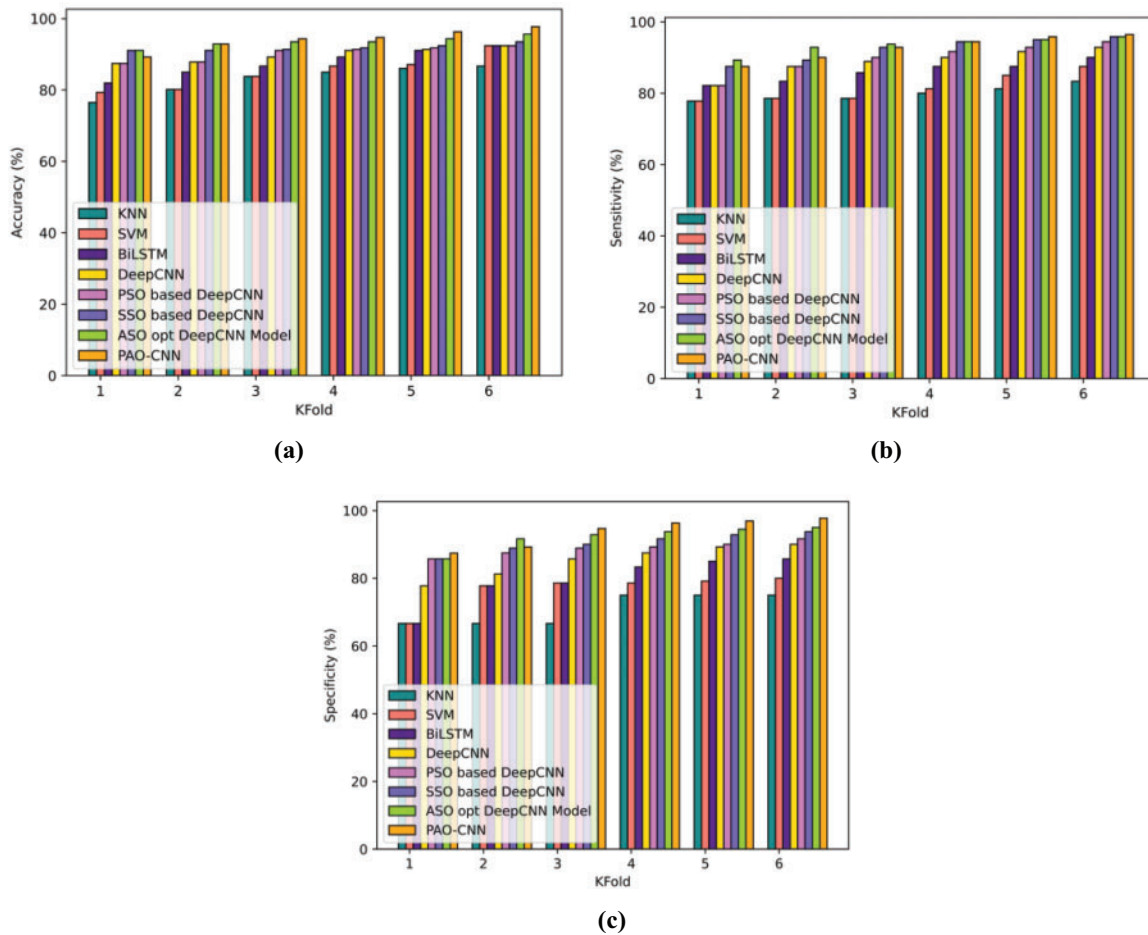 100
80
60
40
20
0
Accuracy (%)
KNN
SVM
BiLSTM
DeepCNN
PSO based DeepCNN
SSO based DeepCNN
ASO opt DeepCNN Model
PAO-CNN
1 2 3 4 5 6
KFold
(a)
100
80
60
40
20
0
Sensitivity (%)
KNN
SVM
BiLSTM
DeepCNN
PSO based DeepCNN
SSO based DeepCNN
ASO opt DeepCNN Model
PAO-CNN
1 2 3 4 5 6
KFold
(b)
100
80
60
40
20
0
Specificity (%)
KNN
SVM
BiLSTM
DeepCNN
PSO based DeepCNN
SSO based DeepCNN
ASO opt DeepCNN Model
PAO-CNN
1 2 3 4 5 6
KFold
(c)